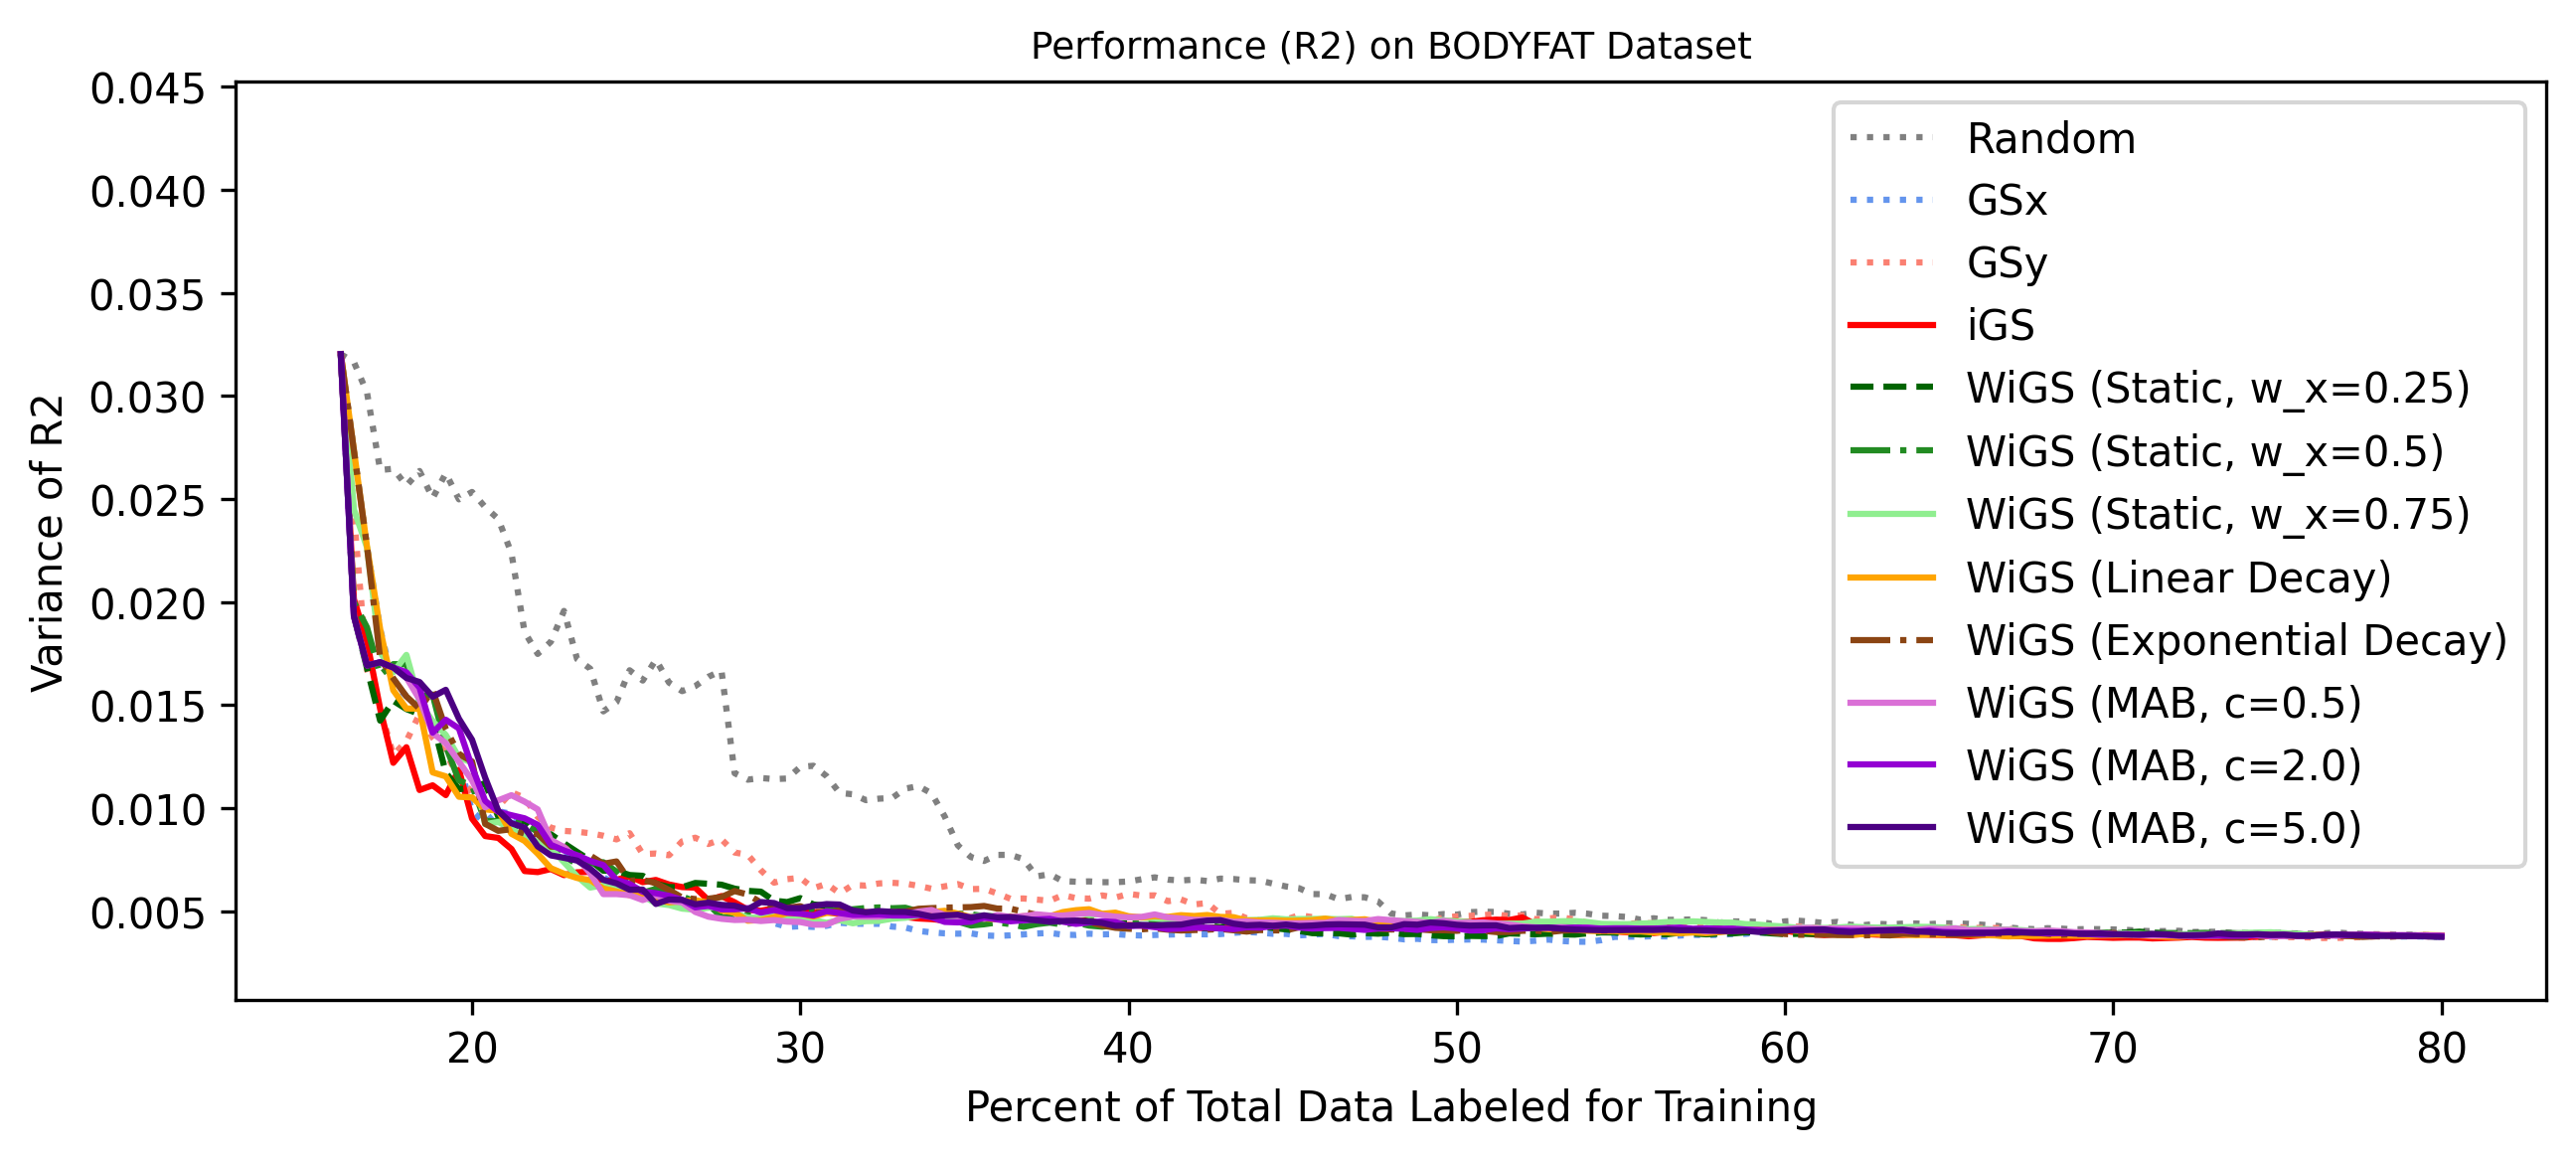 Performance (R2) on BODYFAT Dataset
0.045
0.040
0.035
0.030
0.025
0.020
0.015
0.010
0.005
Variance of R2
Random
GSx
GSy
iGS
WiGS (Static, w_x=0.25)
WiGS (Static, w_x=0.5)
WiGS (Static, w_x=0.75)
WiGS (Linear Decay)
WiGS (Exponential Decay)
WiGS (MAB, c=0.5)
WiGS (MAB, c=2.0)
WiGS (MAB, c=5.0)
20 30 40 50 60 70 80
Percent of Total Data Labeled for Training